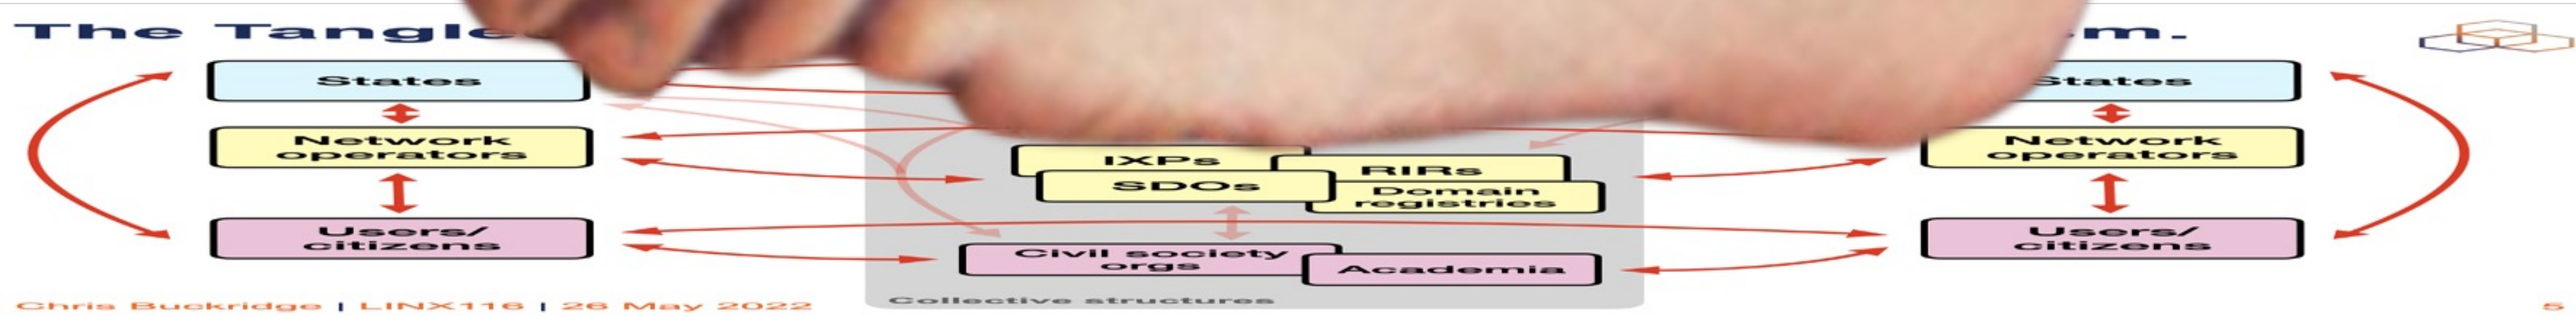 The Tangle
m.
States
Network
operators
Users/
citizens
IXPs
RIRs
SDOs
Domain
registries
Civil society
orgs
Academia
Collective structures
States
Network
operators
Users/
citizens
Chris Buckridge | LINX116 | 26 May 2022
5